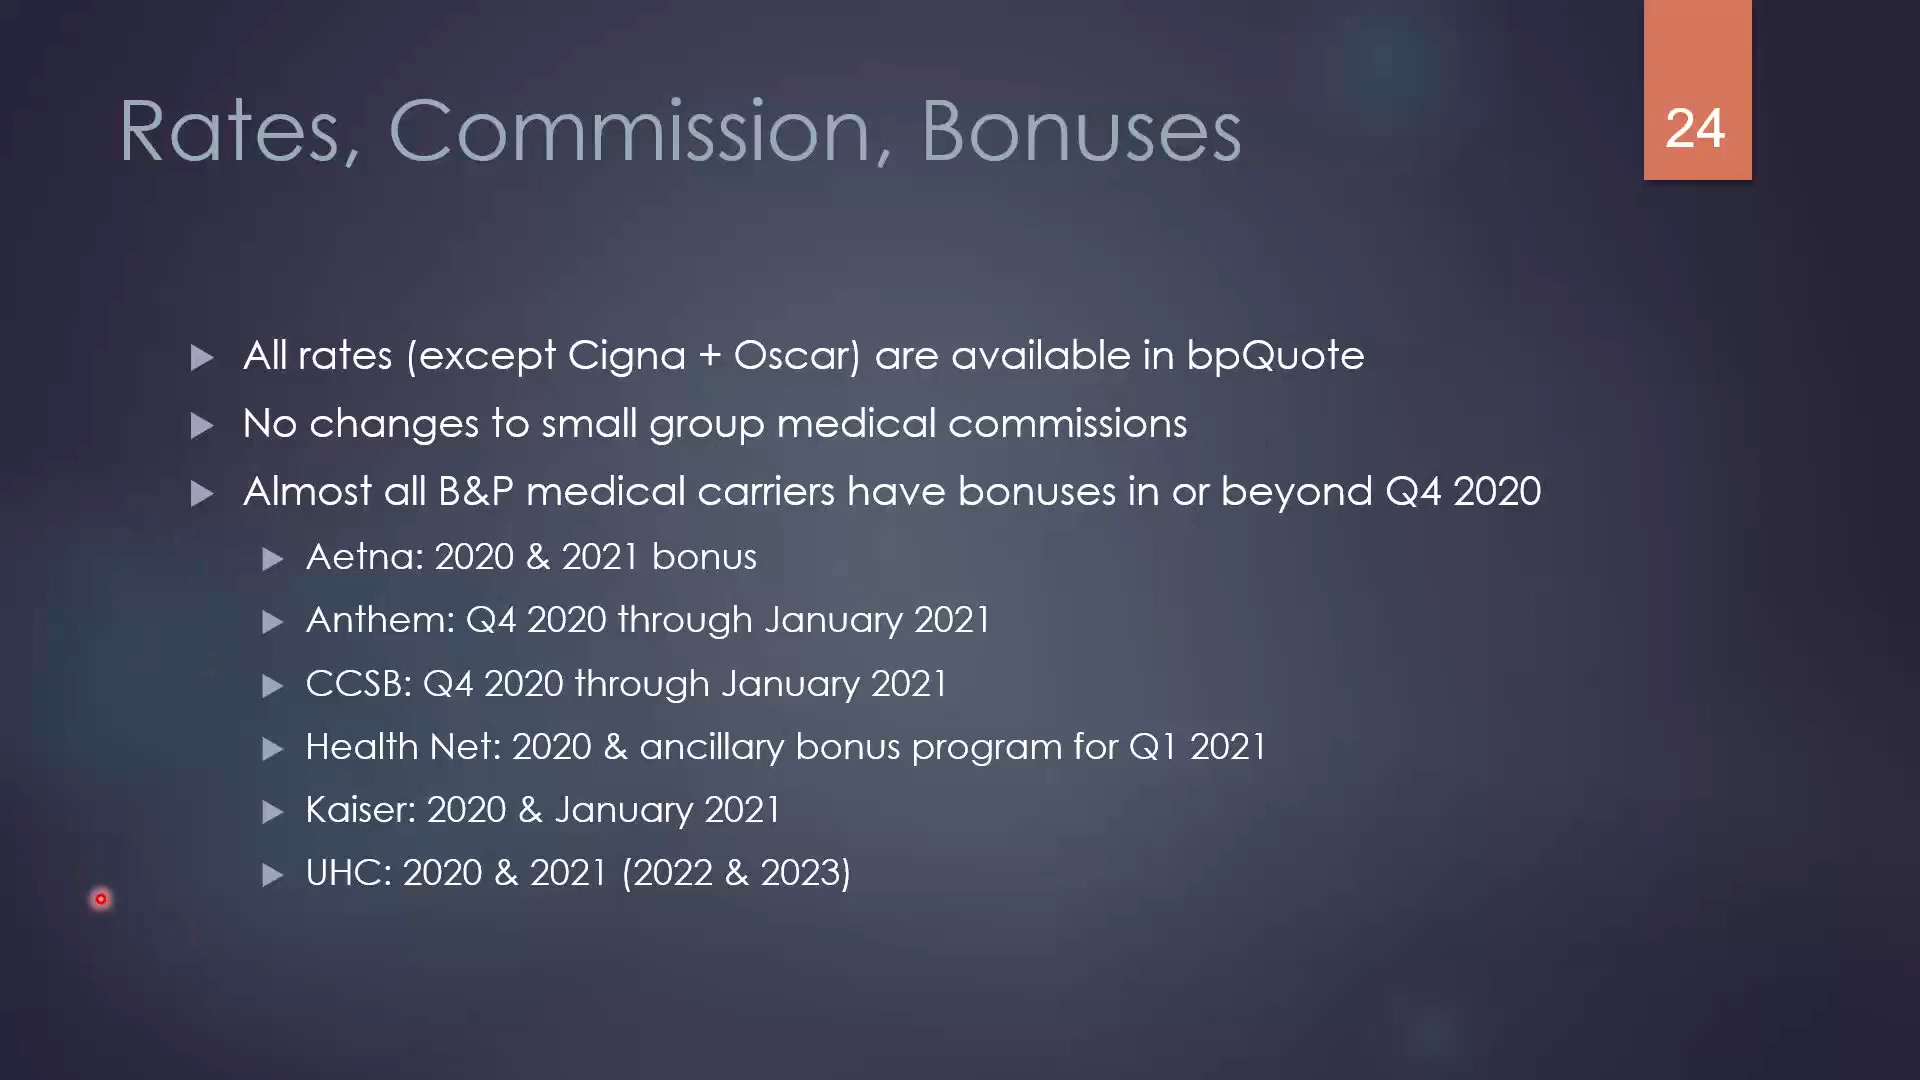 Rates, Commission, Bonuses
24
All rates (except Cigna + Oscar) are available in bpQuote
No changes to small group medical commissions
Almost all B&P medical carriers have bonuses in or beyond Q4 2020
Aetna: 2020 & 2021 bonus
Anthem: Q4 2020 through January 2021
CCSB: Q4 2020 through January 2021
Health Net: 2020 & ancillary bonus program for Q1 2021
Kaiser: 2020 & January 2021
UHC: 2020 & 2021 (2022 & 2023)